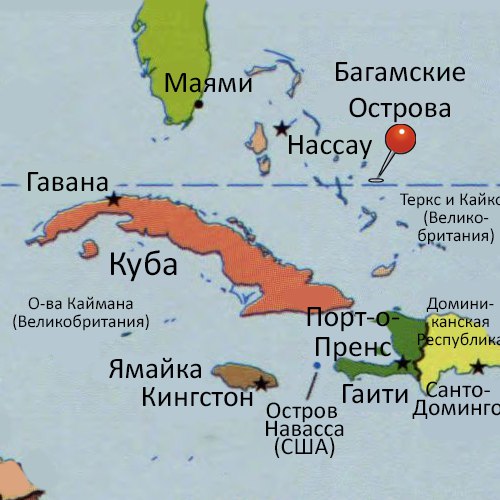 Маями
Багамские
Острова
Нассау
Гавана
Теркс и Кайкс
(Велико-
британия)
Куба
О-ва Каймана
(Великобритания)
Порт-о-
Пренс
Домини-
канская
Республика
Ямайка
Кингстон
Гаити
Санто-
Доминго
Остров
Навасса
(США)